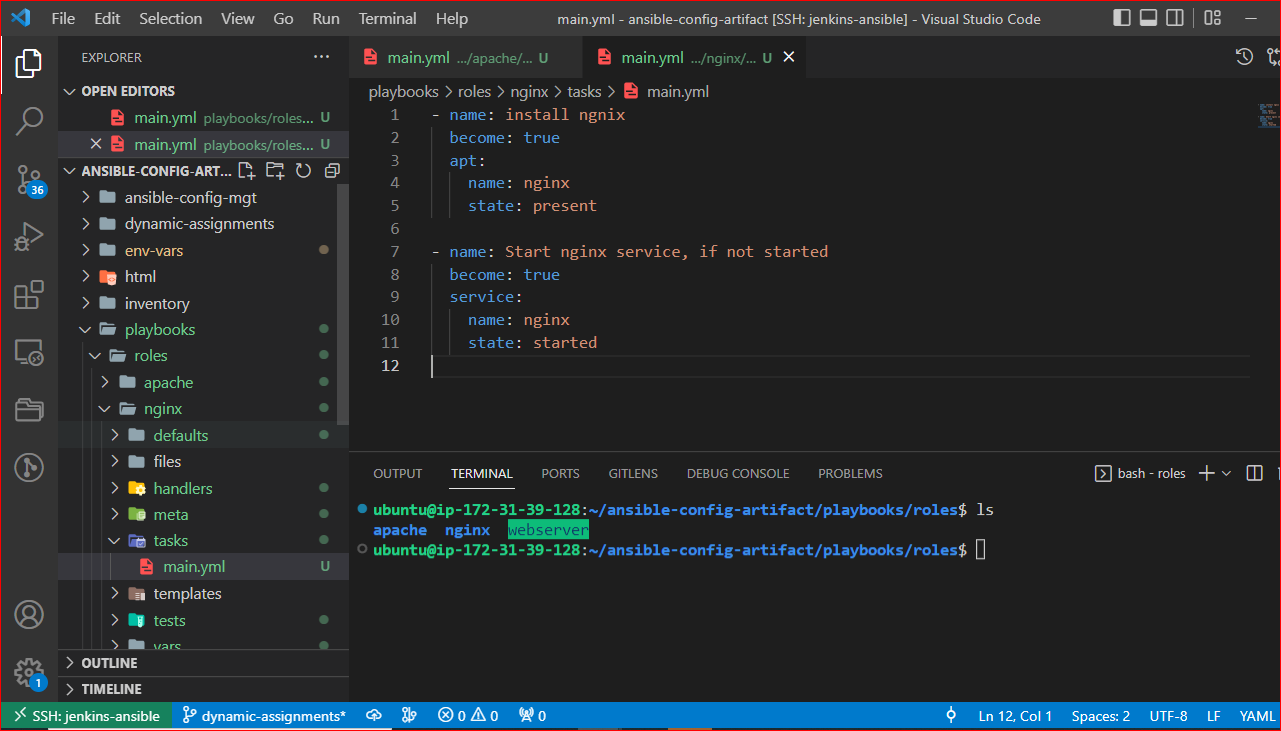 File Edit Selection View Go Run Terminal Help main.yml - ansible-config-artifact [SSH: jenkins-ansible] - Visual Studio Code
EXPLORER ...
OPEN EDITORS
main.yml playbooks/roles... U
main.yml playbooks/roles... U
ANSIBLE-CONFIG-ART...
ansible-config-mgt
dynamic-assignments
env-vars
html
inventory
playbooks
roles
apache
nginx
defaults
files
handlers
meta
tasks
main.yml U
templates
tests
vars
OUTLINE
TIMELINE
36
1
main.yml .../apache/... U main.yml .../nginx/... U
playbooks > roles > nginx > tasks > main.yml
1 - name: install ngnix
2 become: true
3 apt:
4 name: nginx
5 state: present
6
7 - name: Start nginx service, if not started
8 become: true
9 service:
10 name: nginx
11 state: started
12
OUTPUT TERMINAL PORTS GITLENS DEBUG CONSOLE PROBLEMS bash - roles
ubuntu@ip-172-31-39-128:~/ansible-config-artifact/playbooks/roles$ ls
apache nginx webserver
ubuntu@ip-172-31-39-128:~/ansible-config-artifact/playbooks/roles$
SSH: jenkins-ansible dynamic-assignments* 0 0 0 Ln 12, Col 1 Spaces: 2 UTF-8 LF YAML